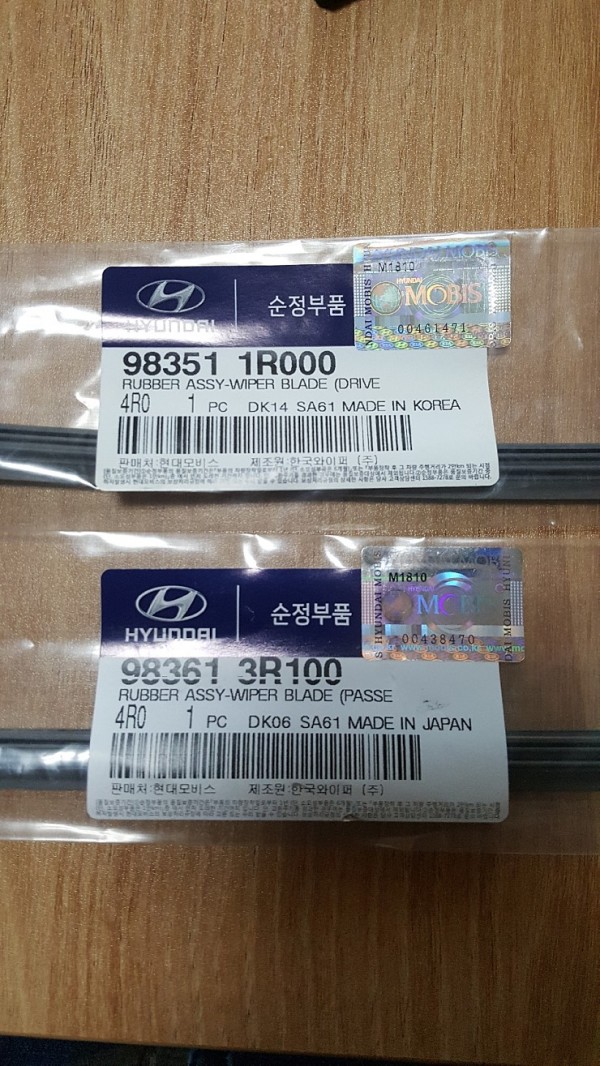 HYUNDAI
순정부품
M1810
HYUNDAI
MOBIS
00461471
98351 1R000
RUBBER ASSY-WIPER BLADE (DRIVE
4R0 1 PC DK14 SA61 MADE IN KOREA
판매처:현대모비스 제조원:한국와이퍼 (주)
HYUNDAI
순정부품
M1810
MOBIS
00438470
98361 3R100
RUBBER ASSY-WIPER BLADE (PASSE
4R0 1 PC DK06 SA61 MADE IN JAPAN
판매처:현대모비스 제조원:한국와이퍼 (주)